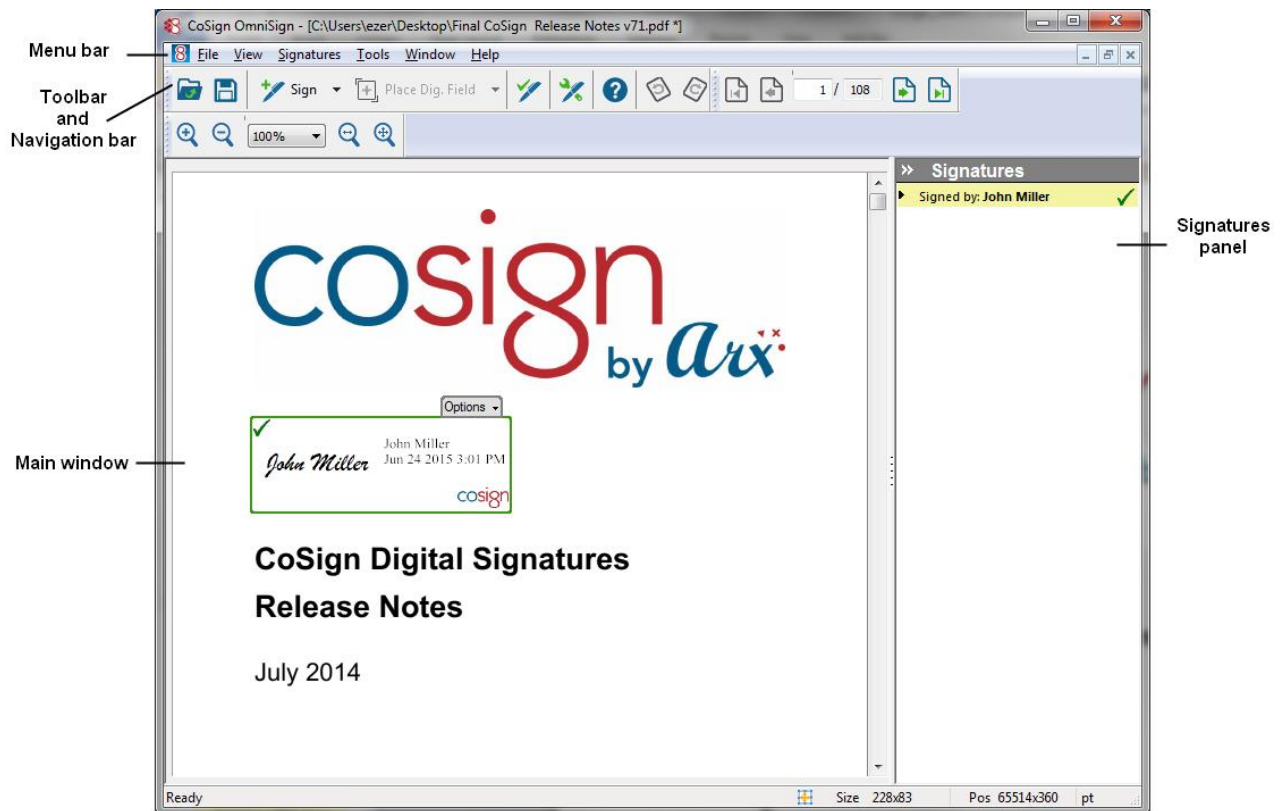 CoSign OmniSign - [C:\Users\ezer\Desktop\Final CoSign Release Notes v71.pdf *]
Menu bar
File View Signatures Tools Window Help
Toolbar
and
Navigation bar
Sign Place Dig. Field 1 / 108
100%
Signatures
Signed by: John Miller
Signatures
panel
cosign
by arx
Options
John Miller
John Miller
Jun 24 2015 3:01 PM
cosign
Main window
CoSign Digital Signatures
Release Notes
July 2014
Ready Size 228x83 Pos 65514x360 pt